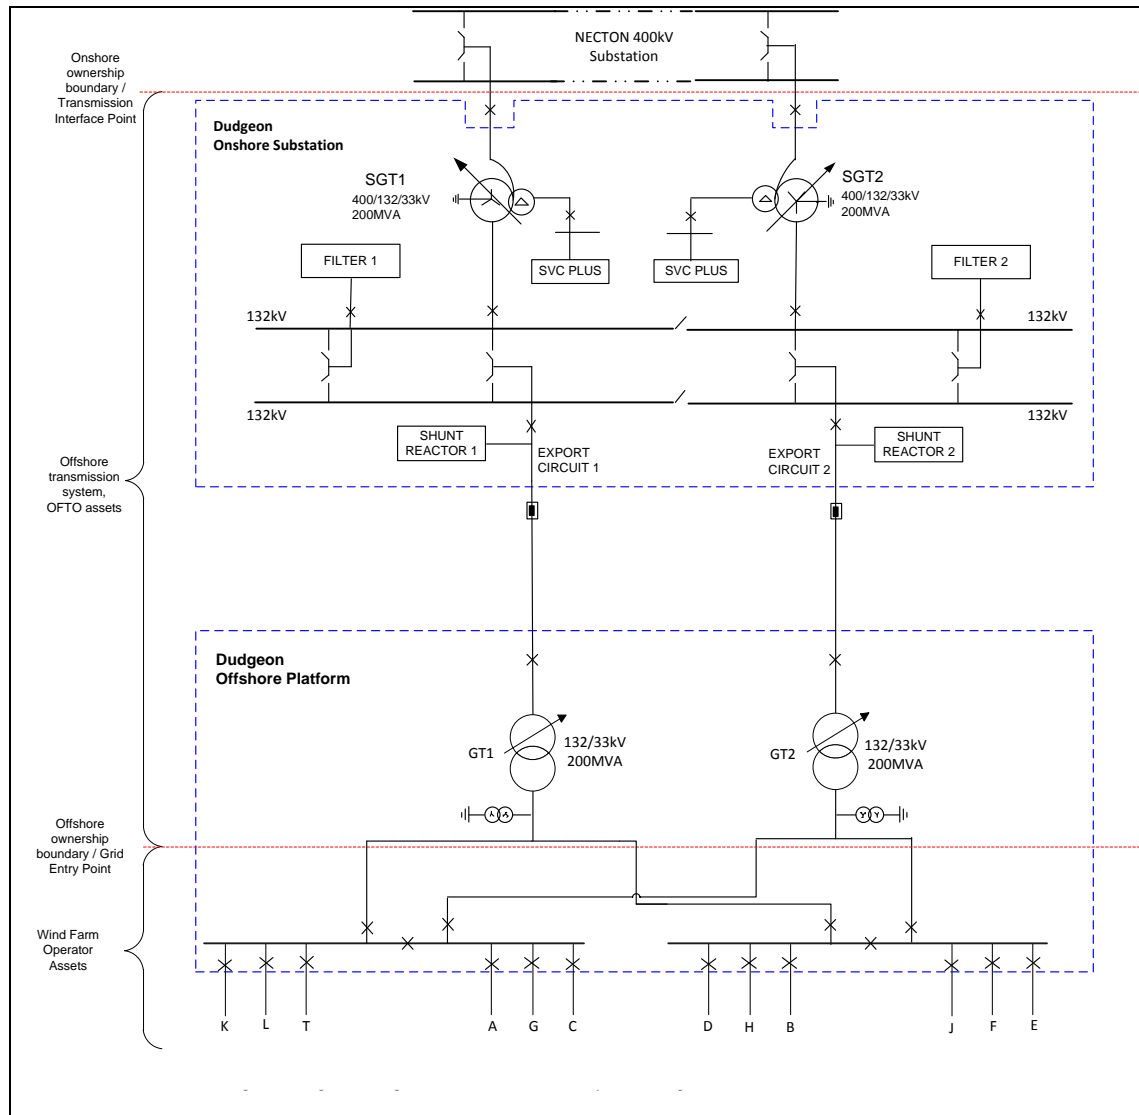 NECTON 400kV
Substation
Onshore
ownership
boundary /
Transmission
Interface Point
Dudgeon
Onshore Substation
SGT1
400/132/33kV
200MVA
SGT2
400/132/33kV
200MVA
FILTER 1
SVC PLUS
SVC PLUS
FILTER 2
132kV
132kV
132kV
132kV
SHUNT
REACTOR 1
EXPORT
CIRCUIT 1
EXPORT
CIRCUIT 2
SHUNT
REACTOR 2
Offshore
transmission
system,
OFTO assets
Dudgeon
Offshore Platform
GT1
132/33kV
200MVA
GT2
132/33kV
200MVA
Offshore
ownership
boundary / Grid
Entry Point
Wind Farm
Operator
Assets
K L T A G C D H B J F E